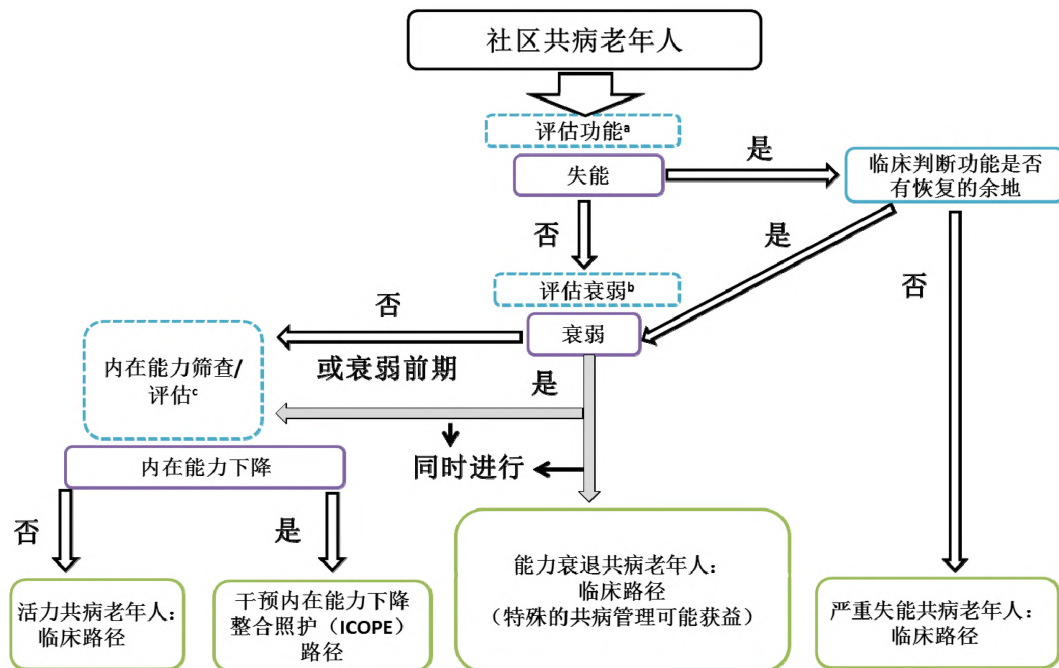 社区共病老年人
评估功能a
失能
是
临床判断功能是否
有恢复的余地
否
是
评估衰弱b
否
否
衰弱
内在能力筛查/
评估c
或衰弱前期
是
同时进行
内在能力下降
否
是
能力衰退共病老年人：
临床路径
（特殊的共病管理可能获益）
活力共病老年人：
临床路径
干预内在能力下降
整合照护（ICOPE）
路径
严重失能共病老年人：
临床路径